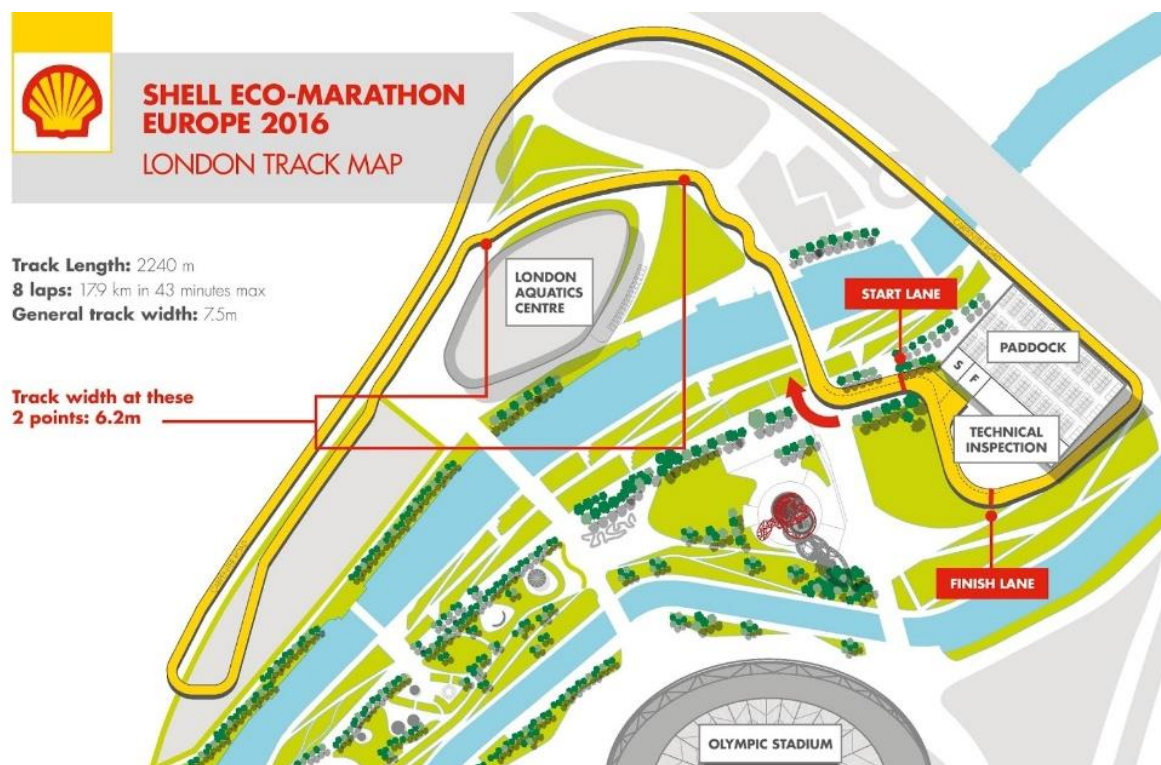 SHELL ECO-MARATHON
EUROPE 2016
LONDON TRACK MAP
Track Length: 2240 m
8 laps: 17.9 km in 43 minutes max
General track width: 7.5m
Track width at these
2 points: 6.2m
LONDON
AQUATICS
CENTRE
START LANE
PADDOCK
S F
TECHNICAL
INSPECTION
FINISH LANE
OLYMPIC STADIUM